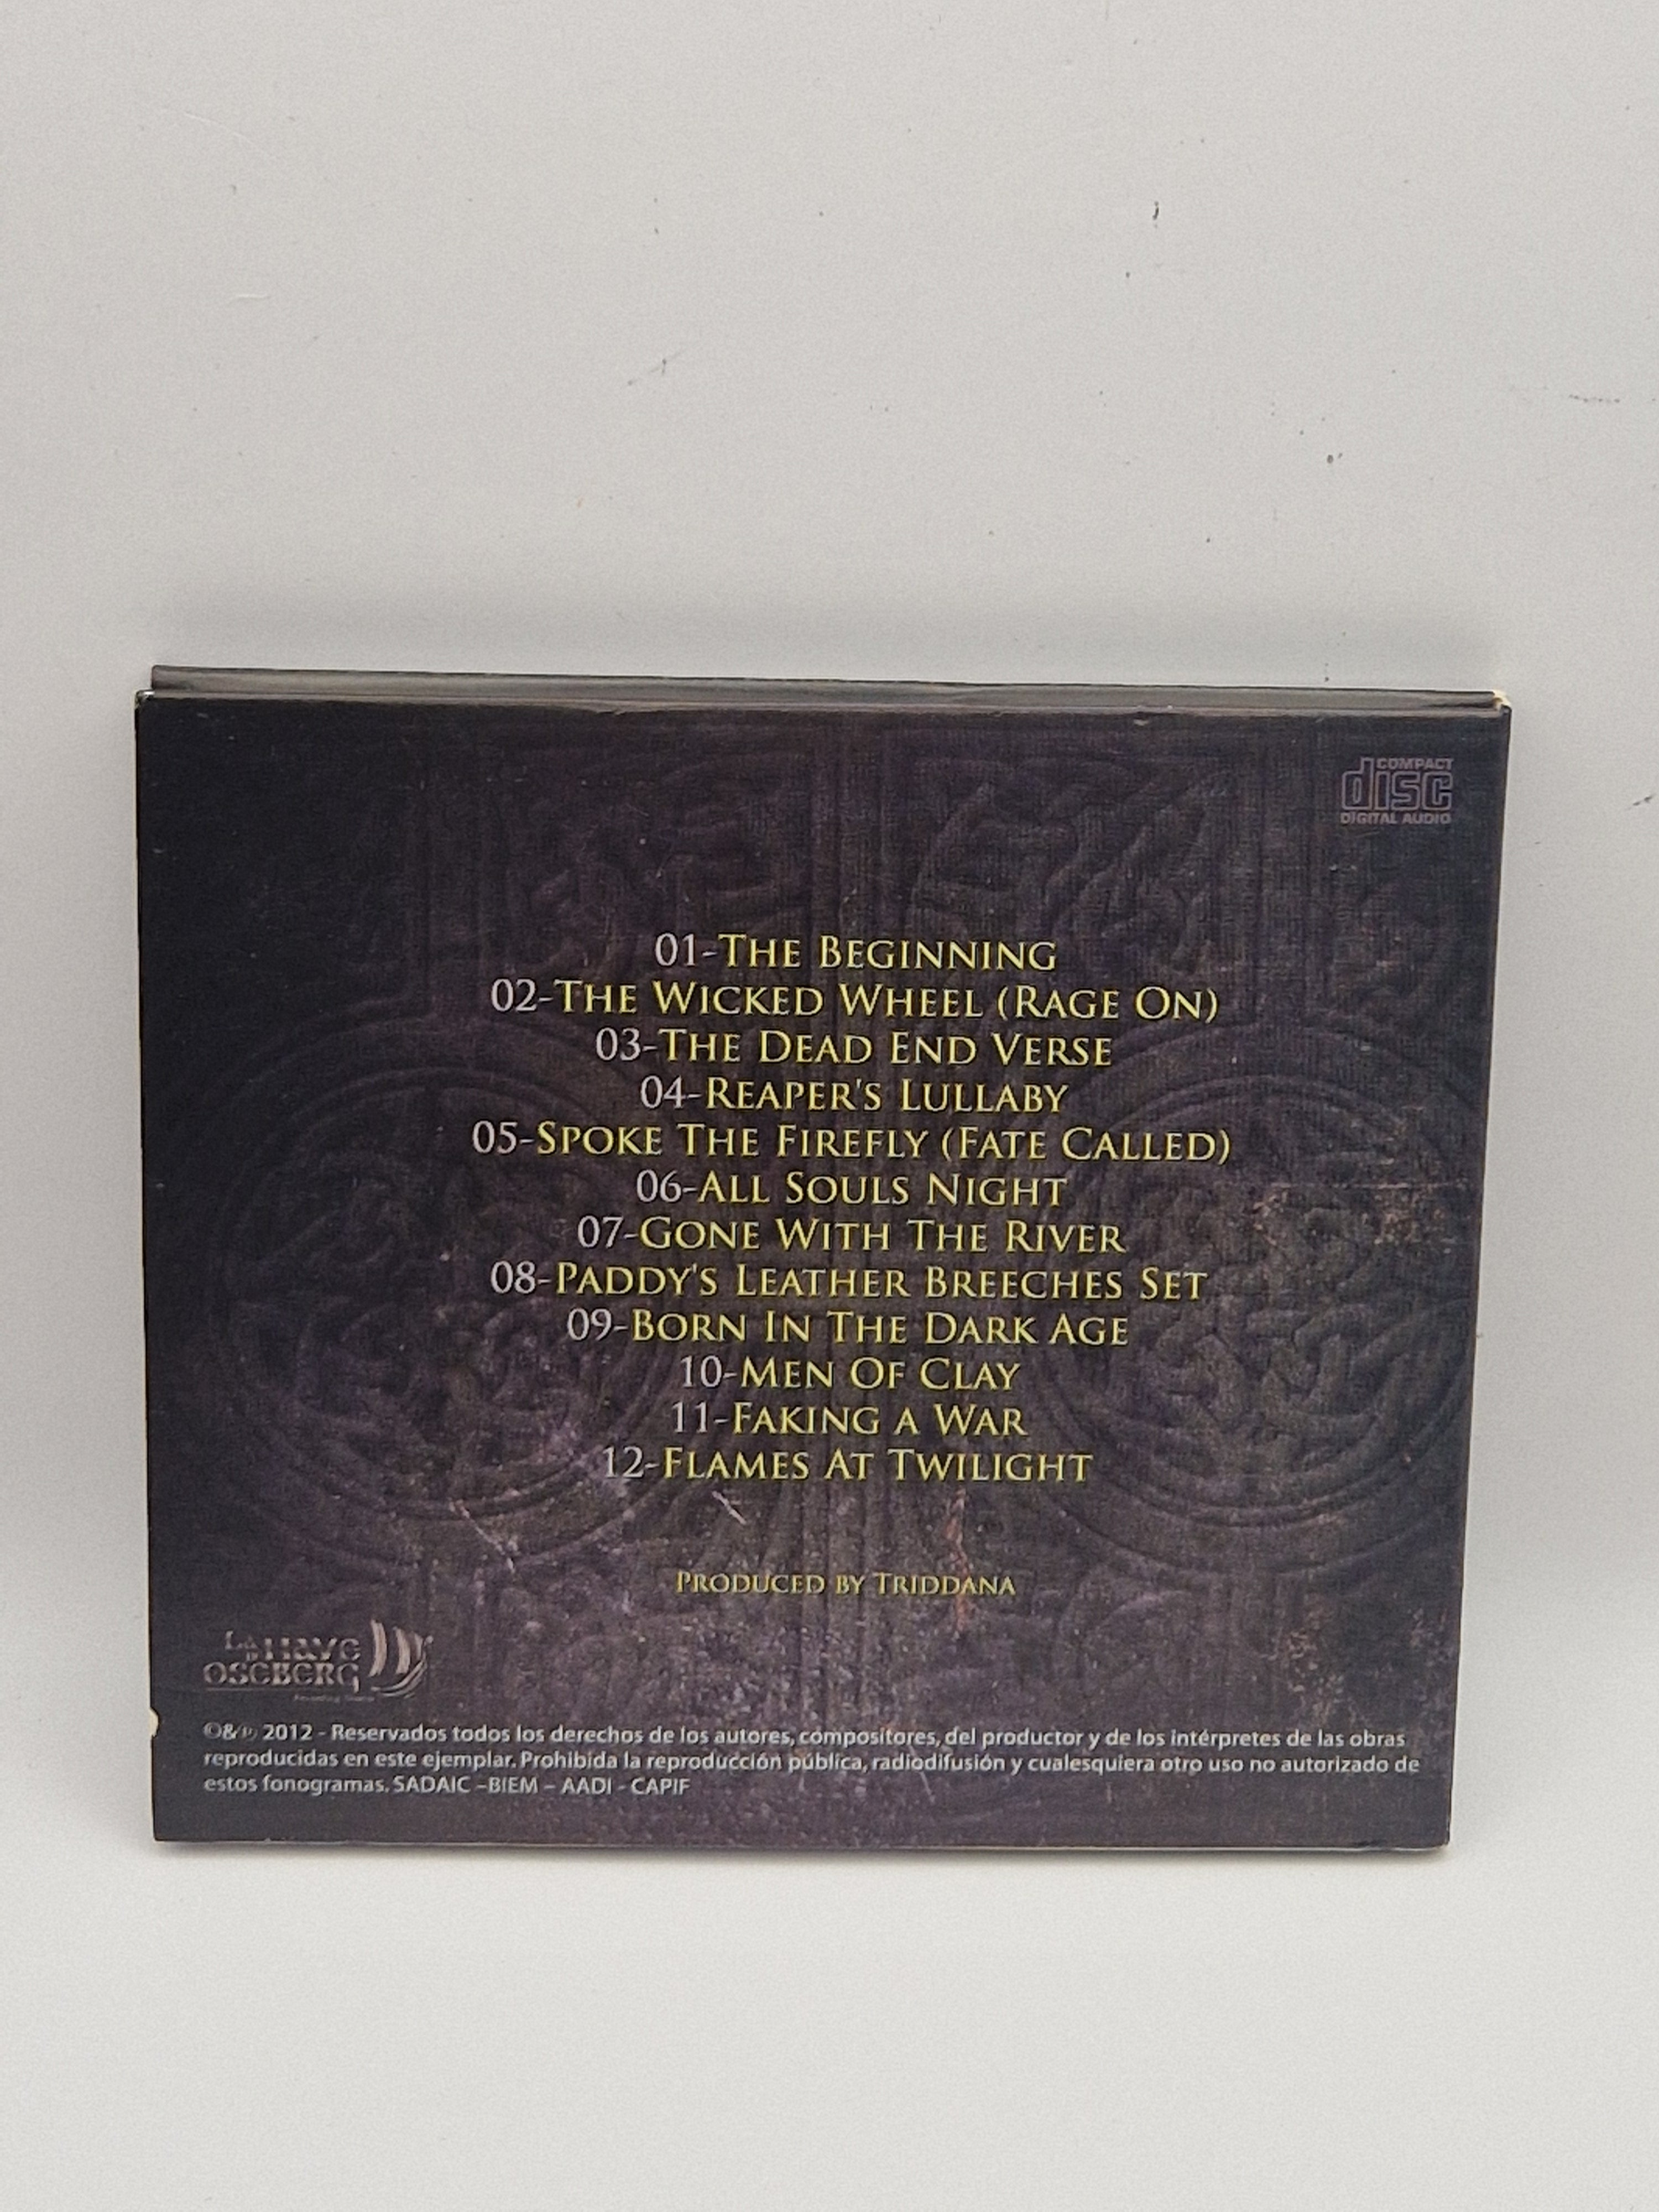 COMPACT
disc
DIGITAL AUDIO
01-The Beginning
02-The Wicked Wheel (Rage On)
03-The Dead End Verse
04-Reaper's Lullaby
05-Spoke The Firefly (Fate Called)
06-All Souls Night
07-Gone With The River
08-Paddy's Leather Breeches Set
09-Born In The Dark Age
10-Men Of Clay
11-Faking a War
12-Flames At Twilight
Produced by Triddana
La Nave
Oseberg
©&℗ 2012 - Reservados todos los derechos de los autores, compositores, del productor y de los intérpretes de las obras
reproducidas en este ejemplar. Prohibida la reproducción pública, radiodifusión y cualesquiera otro uso no autorizado de
estos fonogramas. SADAIC –BIEM – AADI - CAPIF